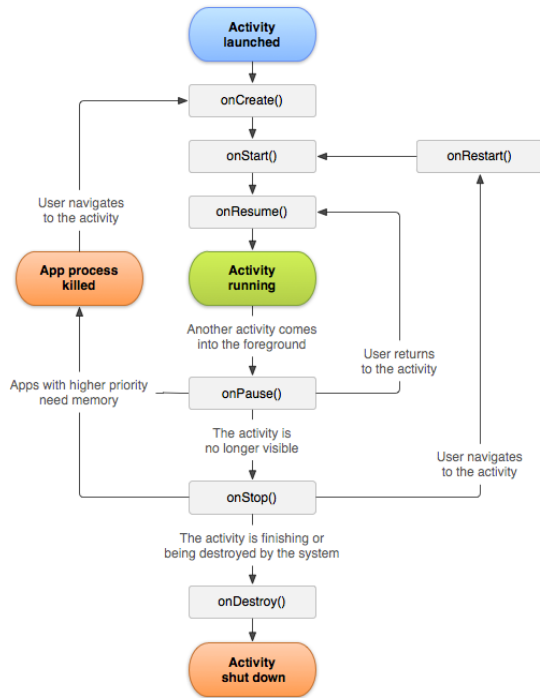 Activity
launched
onCreate()
onStart()
onRestart()
User navigates
to the activity
onResume()
App process
killed
Activity
running
Another activity comes
into the foreground
User returns
to the activity
Apps with higher priority
need memory
onPause()
The activity is
no longer visible
User navigates
to the activity
onStop()
The activity is finishing or
being destroyed by the system
onDestroy()
Activity
shut down